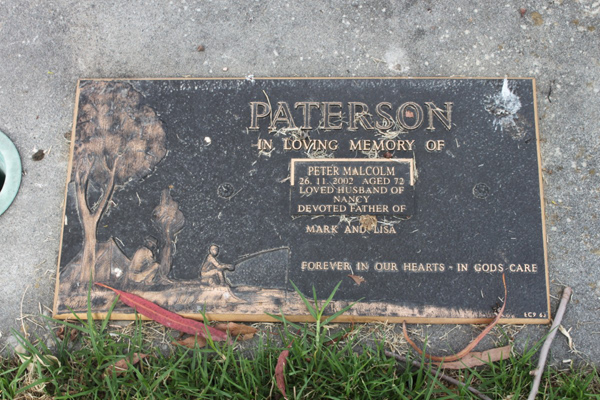 PATERSON
IN LOVING MEMORY OF
PETER MALCOLM
26.11.2002 AGED 72
LOVED HUSBAND OF
NANCY
DEVOTED FATHER OF
MARK AND LISA
FOREVER IN OUR HEARTS - IN GODS CARE